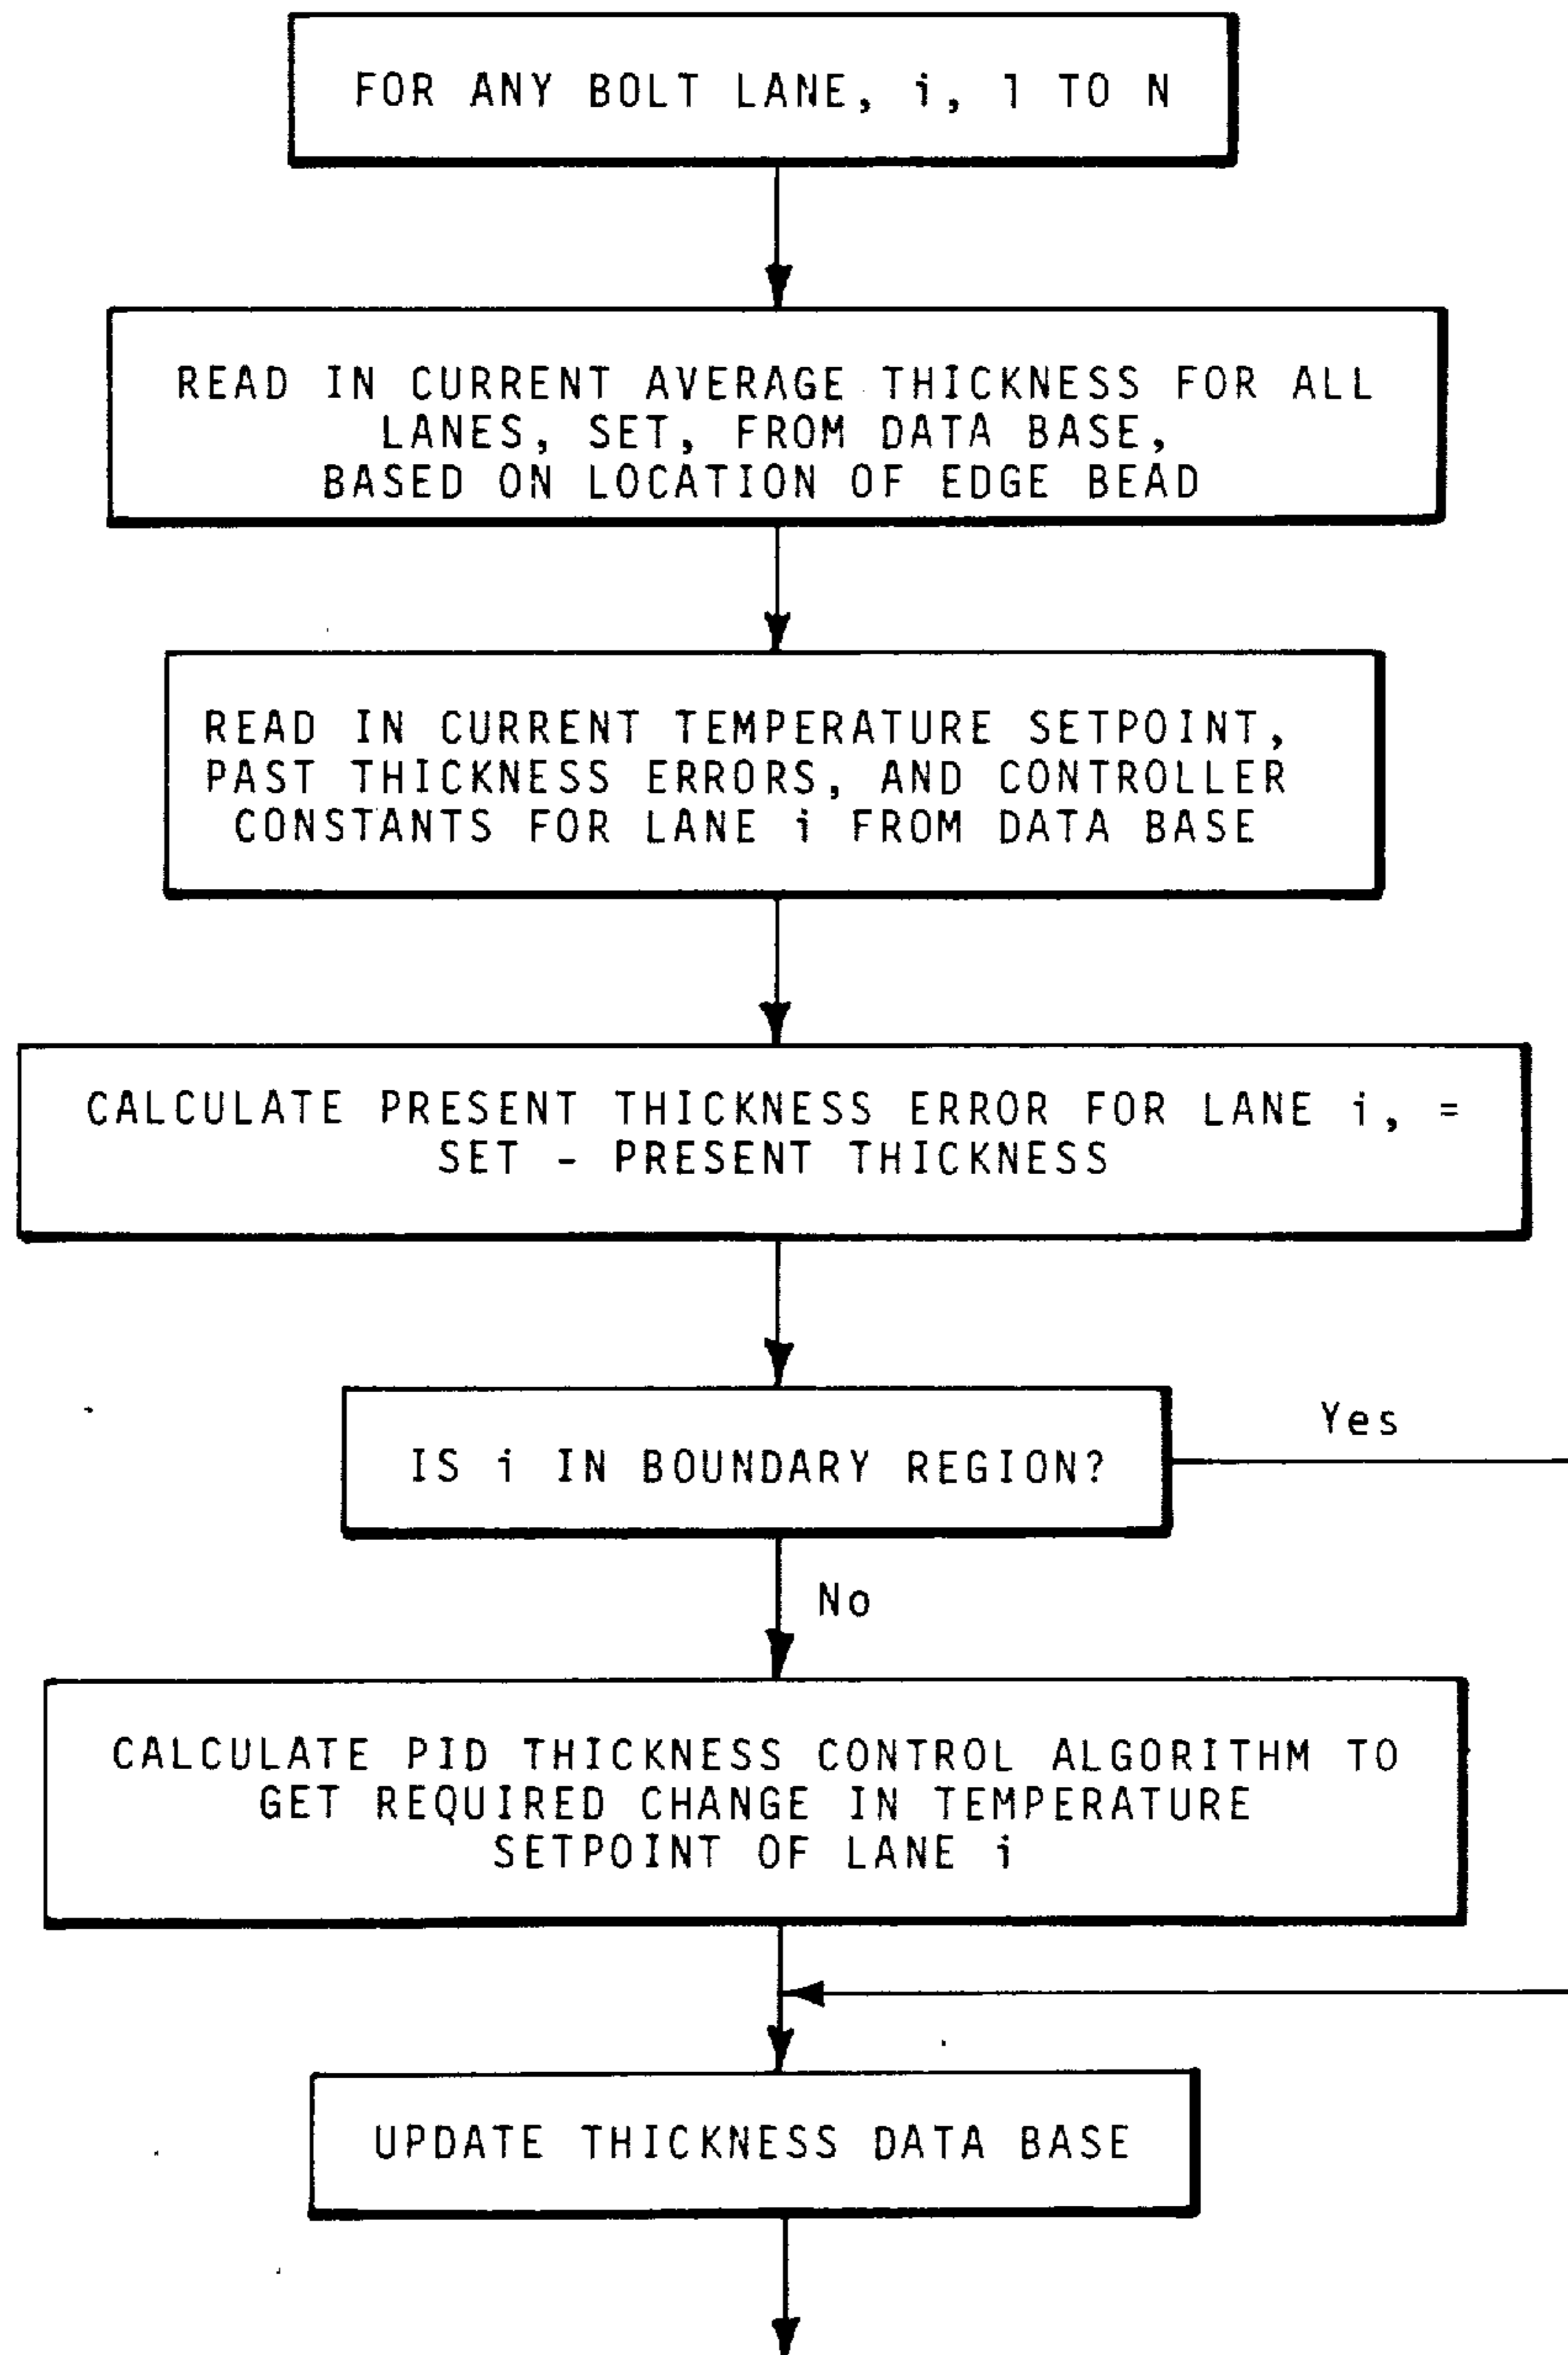 FOR ANY BOLT LANE, i, 1 TO N
READ IN CURRENT AVERAGE THICKNESS FOR ALL
LANES, SET, FROM DATA BASE,
BASED ON LOCATION OF EDGE BEAD
READ IN CURRENT TEMPERATURE SETPOINT,
PAST THICKNESS ERRORS, AND CONTROLLER
CONSTANTS FOR LANE i FROM DATA BASE
CALCULATE PRESENT THICKNESS ERROR FOR LANE i, =
SET - PRESENT THICKNESS
IS i IN BOUNDARY REGION?
Yes
No
CALCULATE PID THICKNESS CONTROL ALGORITHM TO
GET REQUIRED CHANGE IN TEMPERATURE
SETPOINT OF LANE i
UPDATE THICKNESS DATA BASE